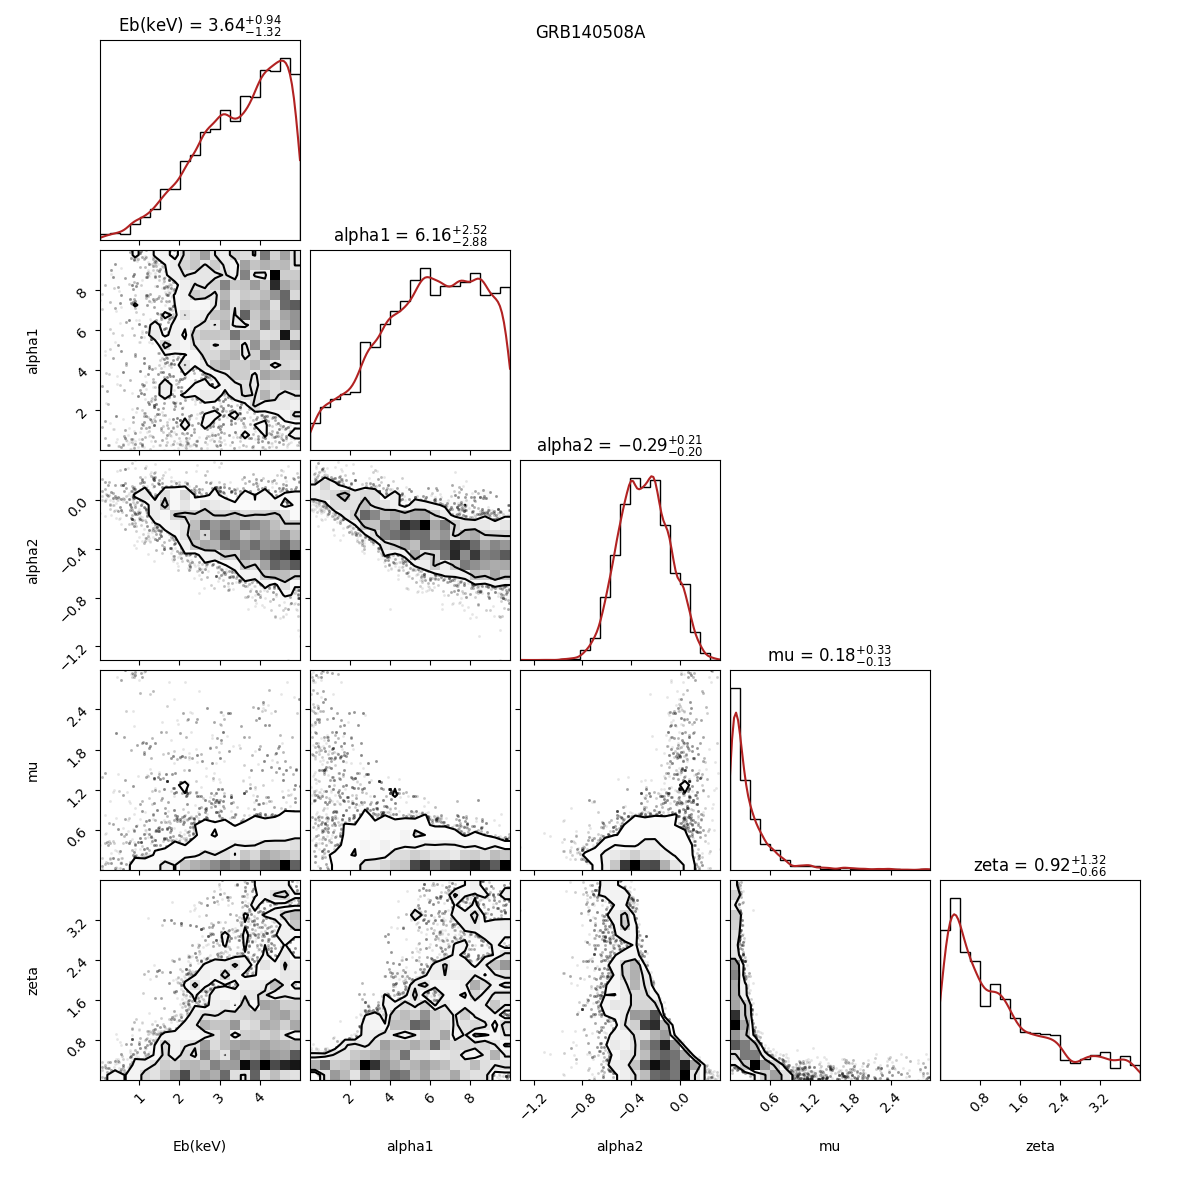 GRB140508A
Eb(keV) = 3.64+0.94−1.32
alpha1 = 6.16+2.52−2.88
alpha2 = −0.29+0.21−0.20
mu = 0.18+0.33−0.13
zeta = 0.92+1.32−0.66
alpha1
8
6
4
2
alpha2
0.0
−0.4
−0.8
−1.2
mu
2.4
1.8
1.2
0.6
zeta
3.2
2.4
1.6
0.8
1 2 3 4
2 4 6 8
−1.2 −0.8 −0.4 0.0
0.6 1.2 1.8 2.4
0.8 1.6 2.4 3.2
Eb(keV) alpha1 alpha2 mu zeta